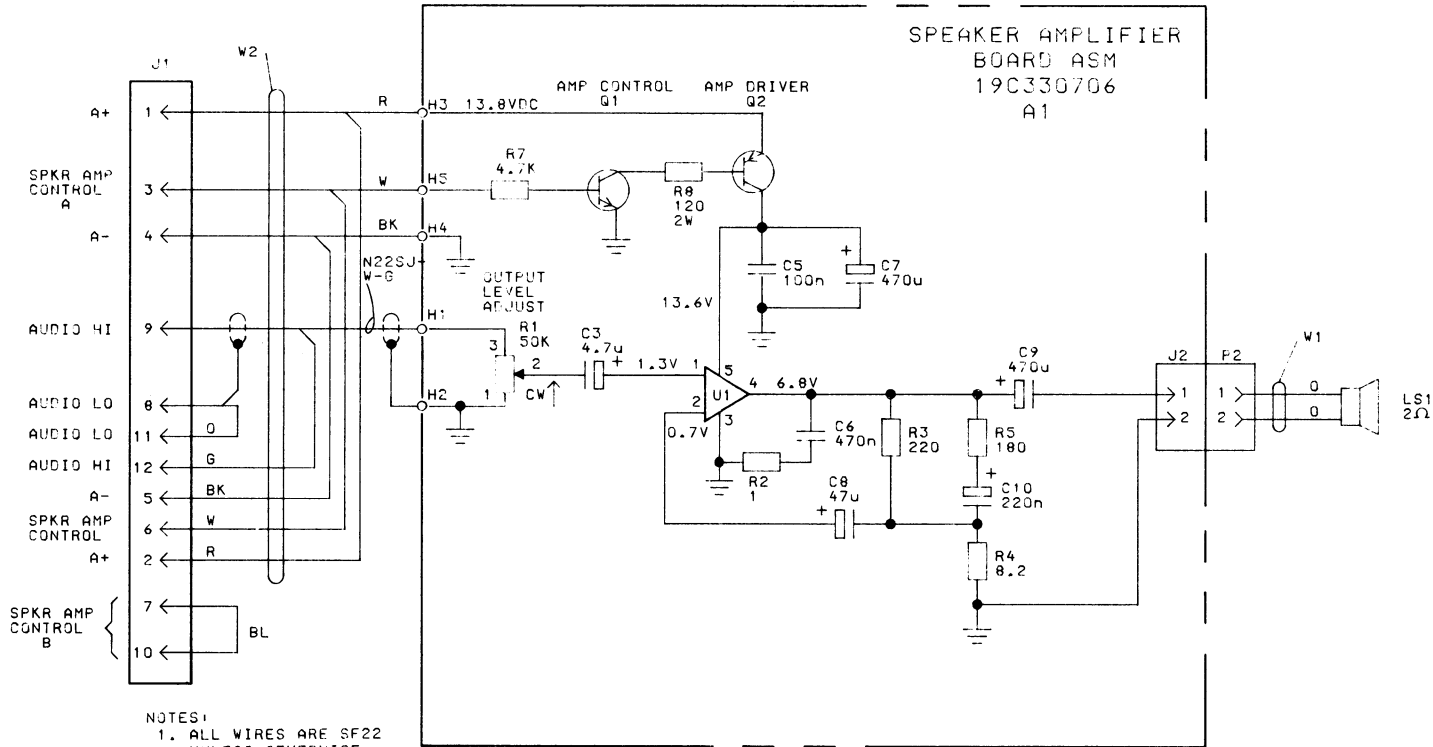 SPEAKER AMPLIFIER
BOARD ASM
19C330706
A1
W2
J1
AMP CONTROL
Q1
AMP DRIVER
Q2
A+
1
R
H3
13.8VDC
SPKR AMP
CONTROL
A
3
W
H5
R7
4.7K
R8
120
2W
A-
4
BK
H4
N22SJ-
W-G
OUTPUT
LEVEL
ADJUST
C5
100n
+
C7
470u
13.6V
AUDIO HI
9
H1
R1
50K
3
2
1
CW
C3
4.7u
+
1.3V
1
5
U1
4
6.8V
2
0.7V
3
C9
470u
+
J2
P2
W1
1
1
O
2
2
O
LS1
2Ω
AUDIO LO
8
H2
AUDIO LO
11
O
C6
470n
R3
220
R5
180
AUDIO HI
12
G
R2
1
C8
47u
+
+
C10
220n
A-
5
BK
SPKR AMP
CONTROL
6
W
A+
2
R
R4
8.2
SPKR AMP
CONTROL
B
7
10
BL
NOTES:
1. ALL WIRES ARE SF22